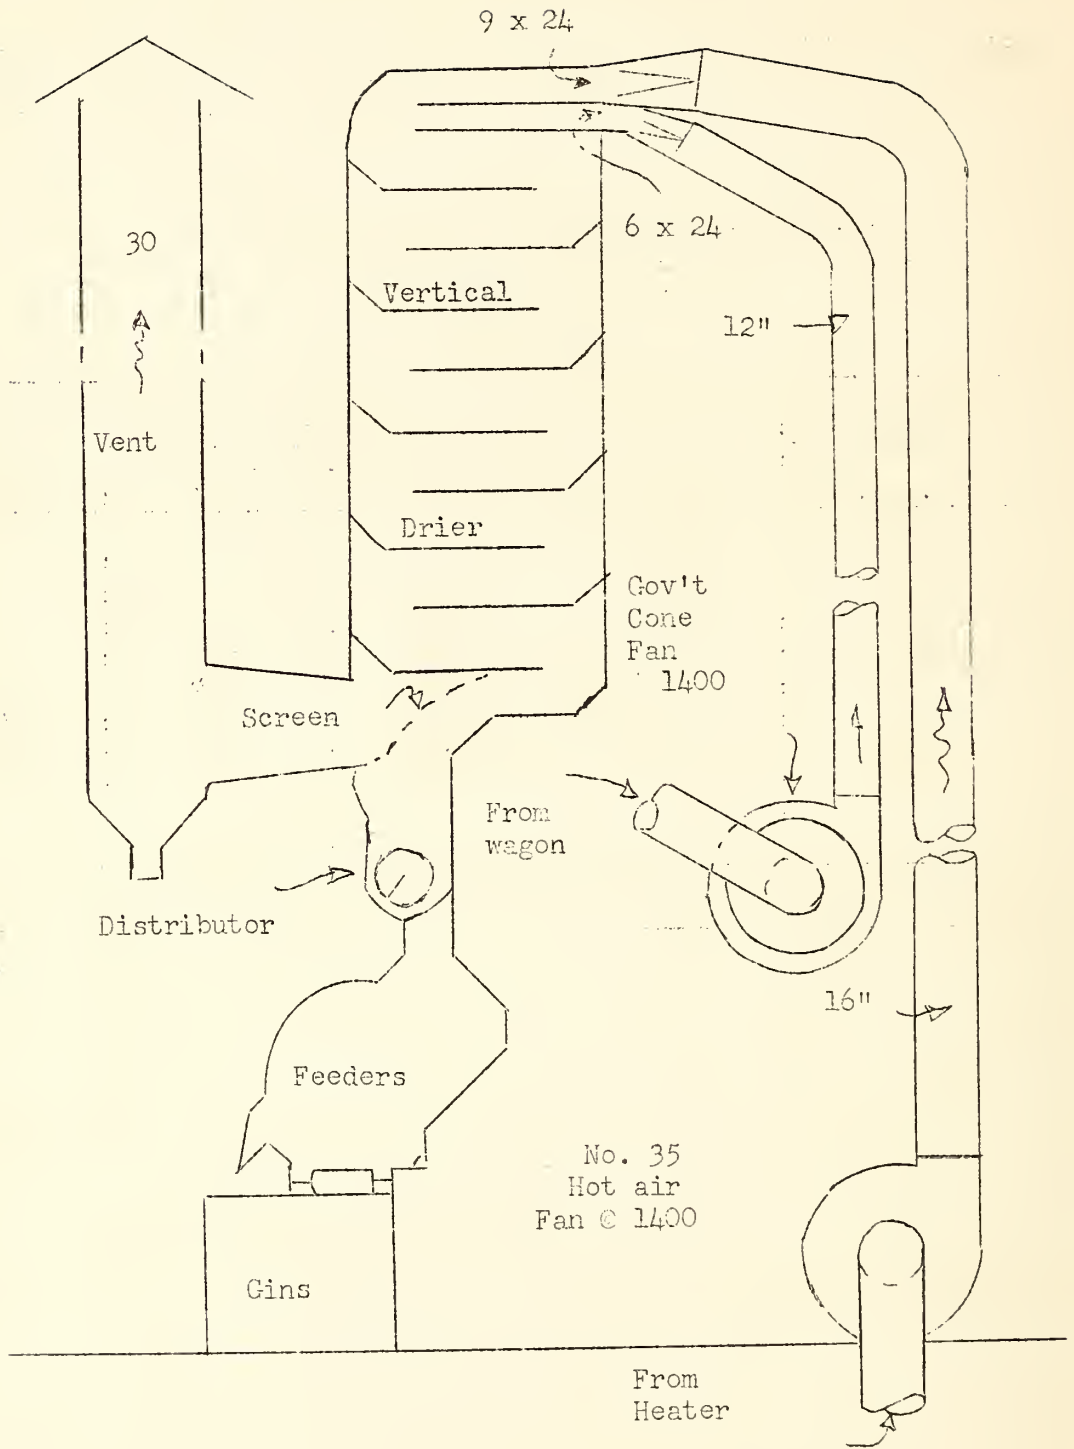 9 x 24
30
6 x 24
Vertical
12"
Vent
Drier
Gov't
Cone
Fan
1400
Screen
From
wagon
Distributor
16"
Feeders
No. 35
Hot air
Fan @ 1400
Gins
From
Heater